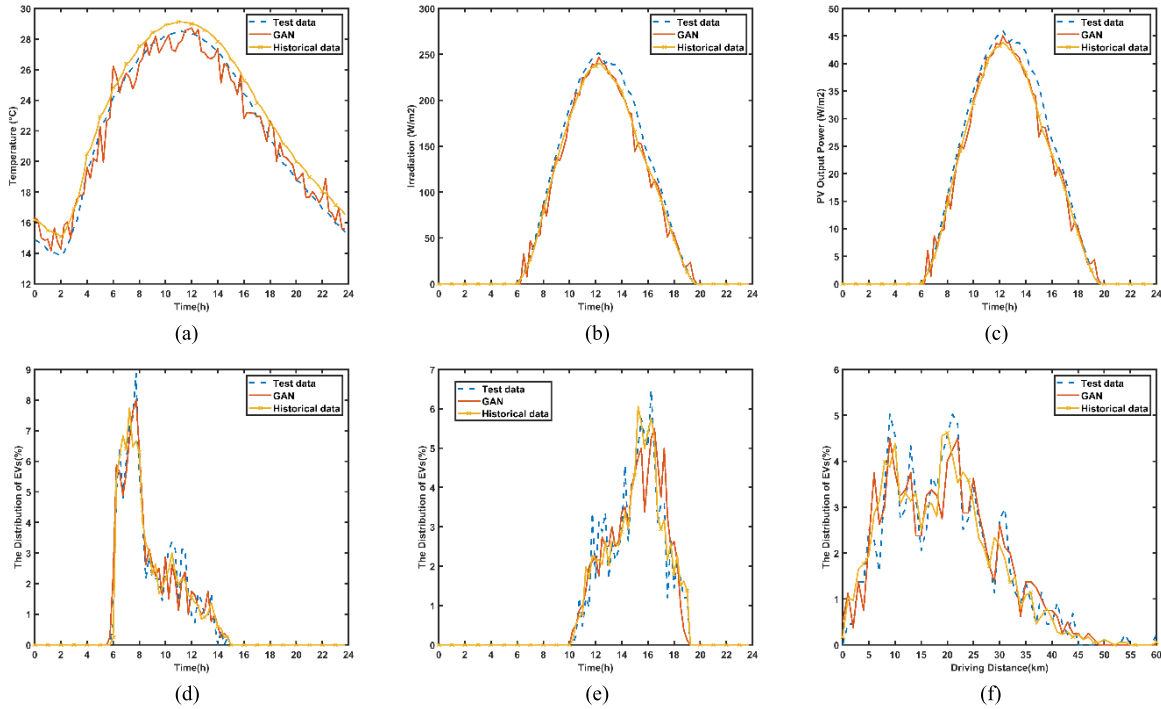 Test data
GAN
Historical data
Temperature (°C)
30
28
26
24
22
20
18
16
14
12
0 2 4 6 8 10 12 14 16 18 20 22 24
Time(h)
(a)
Test data
GAN
Historical data
Irradiation (W/m2)
300
250
200
150
100
50
0
0 2 4 6 8 10 12 14 16 18 20 22 24
Time(h)
(b)
Test data
GAN
Historical data
PV Output Power (W/m2)
50
45
40
35
30
25
20
15
10
5
0
0 2 4 6 8 10 12 14 16 18 20 22 24
Time(h)
(c)
Test data
GAN
Historical data
The Distribution of EVs(%)
9
8
7
6
5
4
3
2
1
0
0 2 4 6 8 10 12 14 16 18 20 22 24
Time(h)
(d)
Test data
GAN
Historical data
The Distribution of EVs(%)
7
6
5
4
3
2
1
0
0 2 4 6 8 10 12 14 16 18 20 22 24
Time(h)
(e)
Test data
GAN
Historical data
The Distribution of EVs(%)
6
5
4
3
2
1
0
0 5 10 15 20 25 30 35 40 45 50 55 60
Driving Distance(km)
(f)